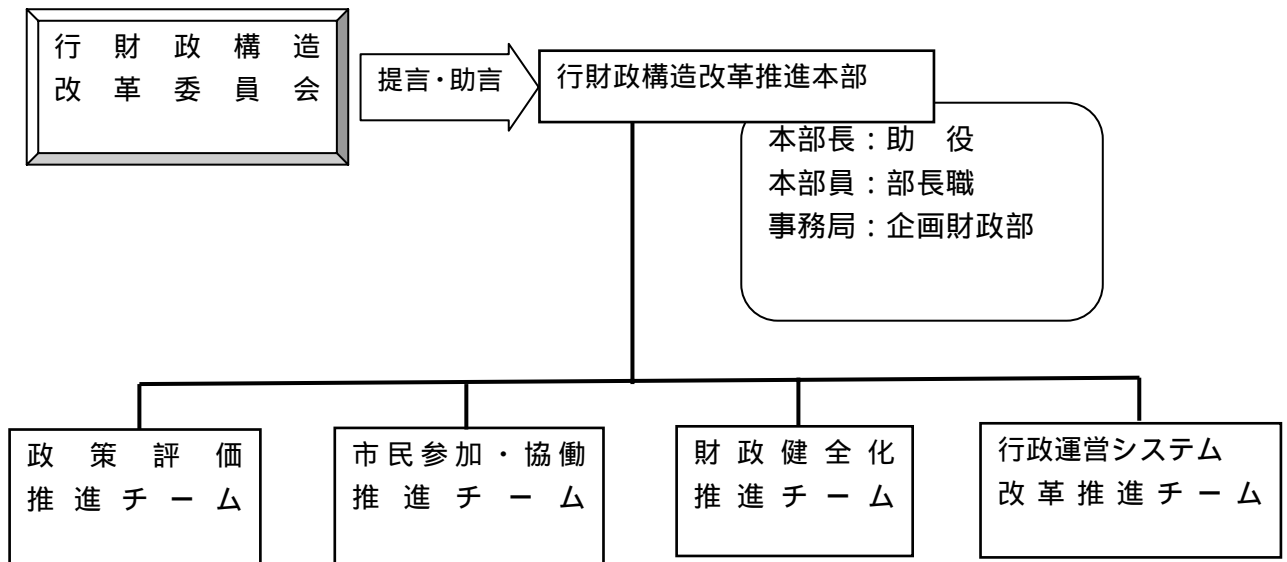 行財政構造
改革委員会
提言・助言
行財政構造改革推進本部
本部長：助　役
本部員：部長職
事務局：企画財政部
政策評価
推進チーム
市民参加・協働
推進チーム
財政健全化
推進チーム
行政運営システム
改革推進チーム